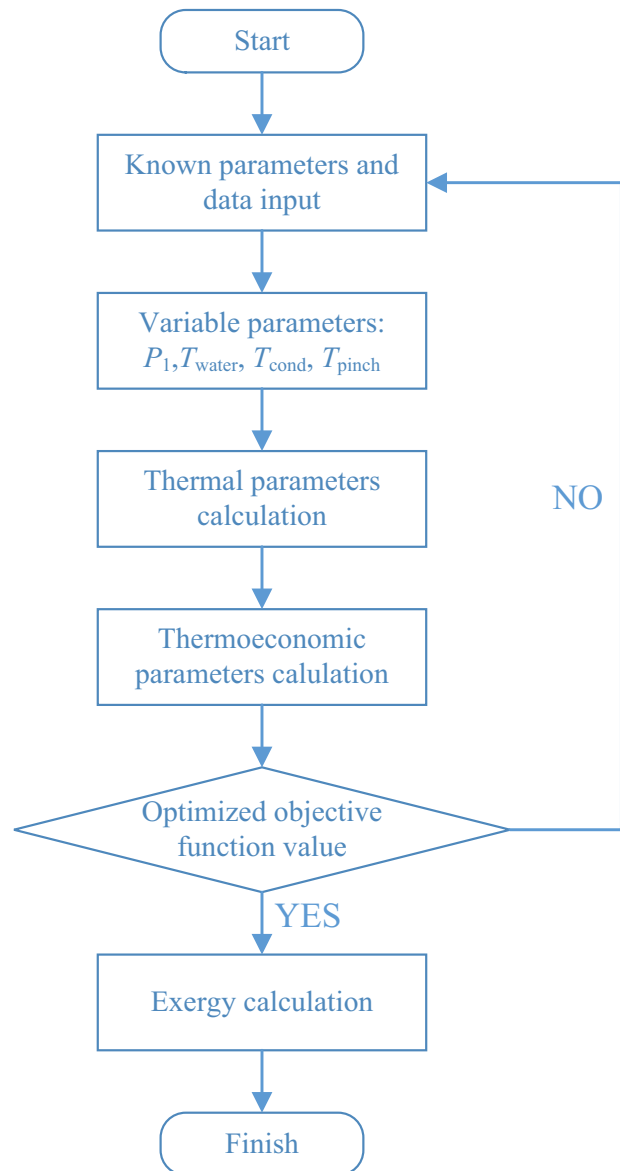 Start
Known parameters and
data input
Variable parameters:
P1,Twater, Tcond, Tpinch
Thermal parameters
calculation
NO
Thermoeconomic
parameters calulation
Optimized objective
function value
YES
Exergy calculation
Finish